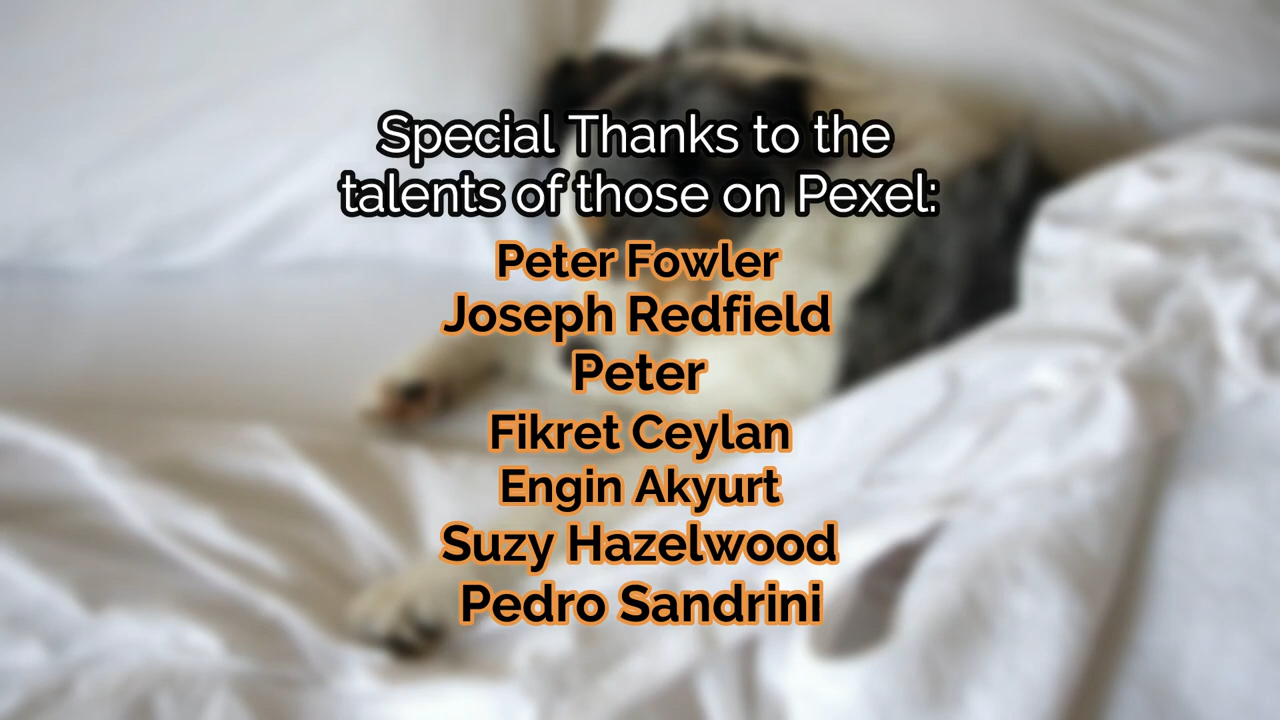 Special Thanks to the
talents of those on Pexel:
Peter Fowler
Joseph Redfield
Peter
Fikret Ceylan
Engin Akyurt
Suzy Hazelwood
Pedro Sandrini